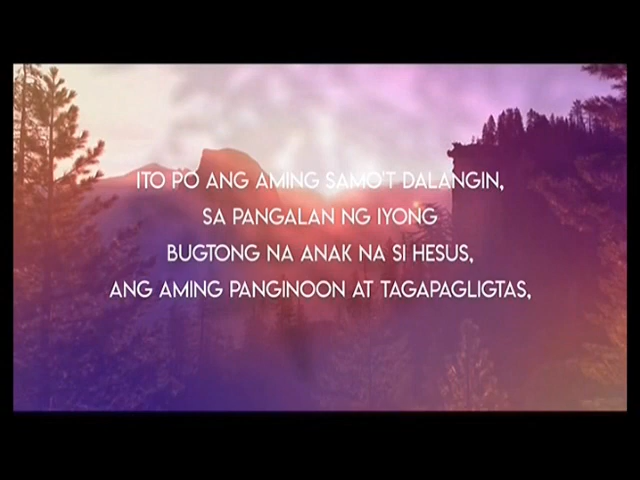 ITO PO ANG AMING SAMO'T DALANGIN,
SA PANGALAN NG IYONG
BUGTONG NA ANAK NA SI HESUS,
ANG AMING PANGINOON AT TAGAPAGLIGTAS,